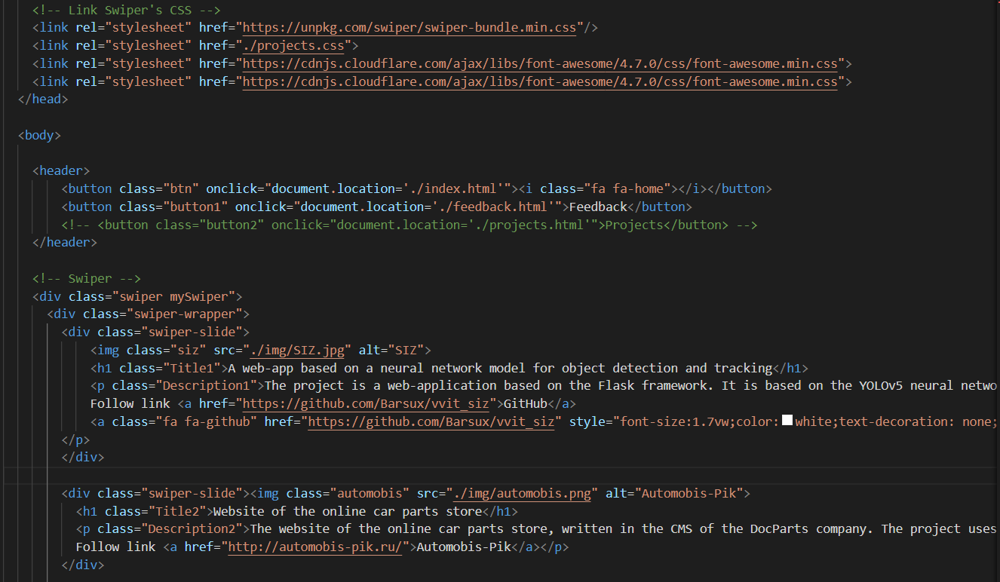 <!-- Link Swiper's CSS -->
<link rel="stylesheet" href="https://unpkg.com/swiper/swiper-bundle.min.css"/>
<link rel="stylesheet" href="./projects.css">
<link rel="stylesheet" href="https://cdnjs.cloudflare.com/ajax/libs/font-awesome/4.7.0/css/font-awesome.min.css">
<link rel="stylesheet" href="https://cdnjs.cloudflare.com/ajax/libs/font-awesome/4.7.0/css/font-awesome.min.css">
</head>
<body>
<header>
<button class="btn" onclick="document.location='./index.html'"><i class="fa fa-home"></i></button>
<button class="button1" onclick="document.location='./feedback.html'">Feedback</button>
<!-- <button class="button2" onclick="document.location='./projects.html'">Projects</button> -->
</header>
<!-- Swiper -->
<div class="swiper mySwiper">
<div class="swiper-wrapper">
<div class="swiper-slide">
<img class="siz" src="./img/SIZ.jpg" alt="SIZ">
<h1 class="Title1">A web-app based on a neural network model for object detection and tracking</h1>
<p class="Description1">The project is a web-application based on the Flask framework. It is based on the YOLOv5 neural netwo
Follow link <a href="https://github.com/Barsux/vvit_siz">GitHub</a>
<a class="fa fa-github" href="https://github.com/Barsux/vvit_siz" style="font-size:1.7vw;color:white;text-decoration: none;
</p>
</div>
<div class="swiper-slide"><img class="automobis" src="./img/automobis.png" alt="Automobis-Pik">
<h1 class="Title2">Website of the online car parts store</h1>
<p class="Description2">The website of the online car parts store, written in the CMS of the DocParts company. The project uses
Follow link <a href="http://automobis-pik.ru/">Automobis-Pik</a></p>
</div>